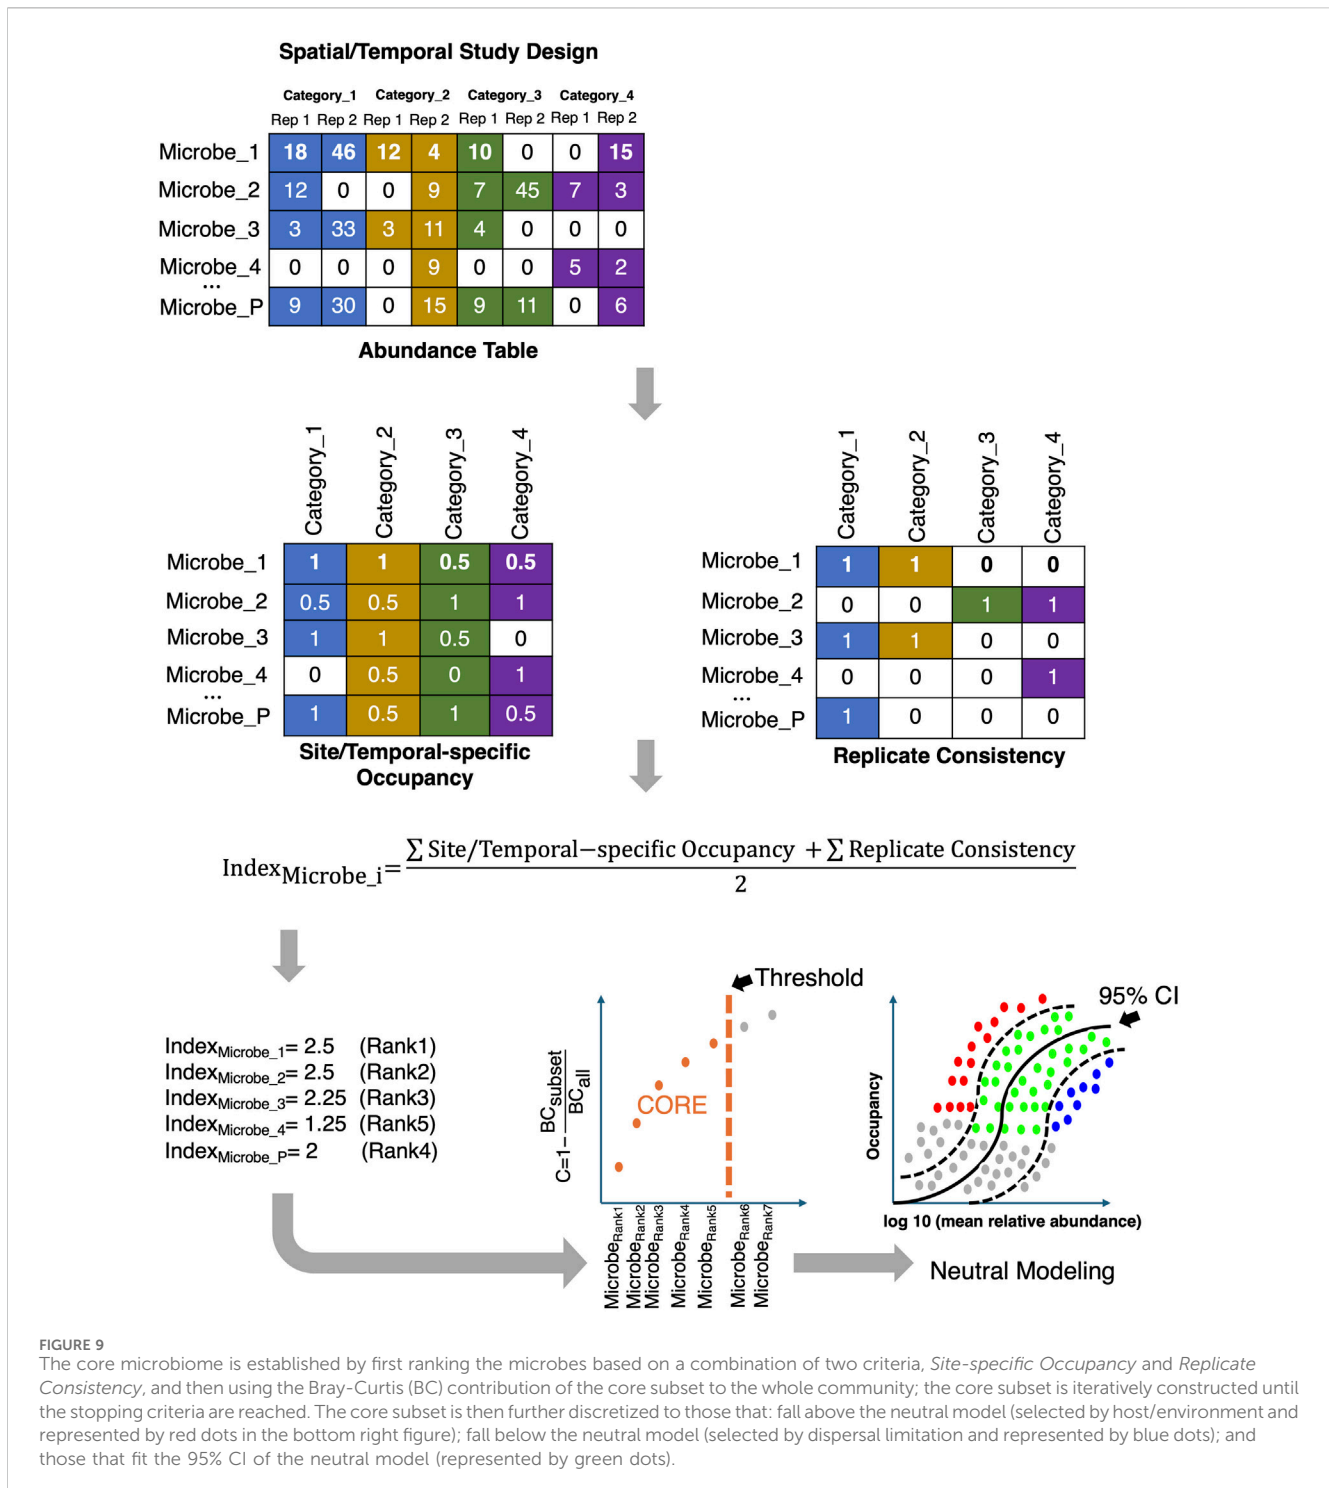 Spatial/Temporal Study Design
Category_1 Category_2 Category_3 Category_4
Rep 1 Rep 2 Rep 1 Rep 2 Rep 1 Rep 2 Rep 1 Rep 2
Microbe_1 18 46 12 4 10 0 0 15
Microbe_2 12 0 0 9 7 45 7 3
Microbe_3 3 33 3 11 4 0 0 0
Microbe_4 0 0 0 9 0 0 5 2
...
Microbe_P 9 30 0 15 9 11 0 6
Abundance Table
Category_1 Category_2 Category_3 Category_4
Microbe_1 1 1 0.5 0.5
Microbe_2 0.5 0.5 1 1
Microbe_3 1 1 0.5 0
Microbe_4 0 0.5 0 1
...
Microbe_P 1 0.5 1 0.5
Site/Temporal-specific
Occupancy
Category_1 Category_2 Category_3 Category_4
Microbe_1 1 1 0 0
Microbe_2 0 0 1 1
Microbe_3 1 1 0 0
Microbe_4 0 0 0 1
...
Microbe_P 1 0 0 0
Replicate Consistency
∑ Site/Temporal−specific Occupancy + ∑ Replicate Consistency
IndexMicrobe_i=
2
IndexMicrobe_1= 2.5 (Rank1)
IndexMicrobe_2= 2.5 (Rank2)
IndexMicrobe_3= 2.25 (Rank3)
IndexMicrobe_4= 1.25 (Rank5)
IndexMicrobe_P= 2 (Rank4)
Threshold
CORE
C=1-BCsubset
BCall
MicrobeRank1
MicrobeRank2
MicrobeRank3
MicrobeRank4
MicrobeRank5
MicrobeRank6
MicrobeRank7
95% CI
Occupancy
log 10 (mean relative abundance)
Neutral Modeling
FIGURE 9
The core microbiome is established by first ranking the microbes based on a combination of two criteria, Site-specific Occupancy and Replicate
Consistency, and then using the Bray-Curtis (BC) contribution of the core subset to the whole community; the core subset is iteratively constructed until
the stopping criteria are reached. The core subset is then further discretized to those that: fall above the neutral model (selected by host/environment and
represented by red dots in the bottom right figure); fall below the neutral model (selected by dispersal limitation and represented by blue dots); and
those that fit the 95% CI of the neutral model (represented by green dots).